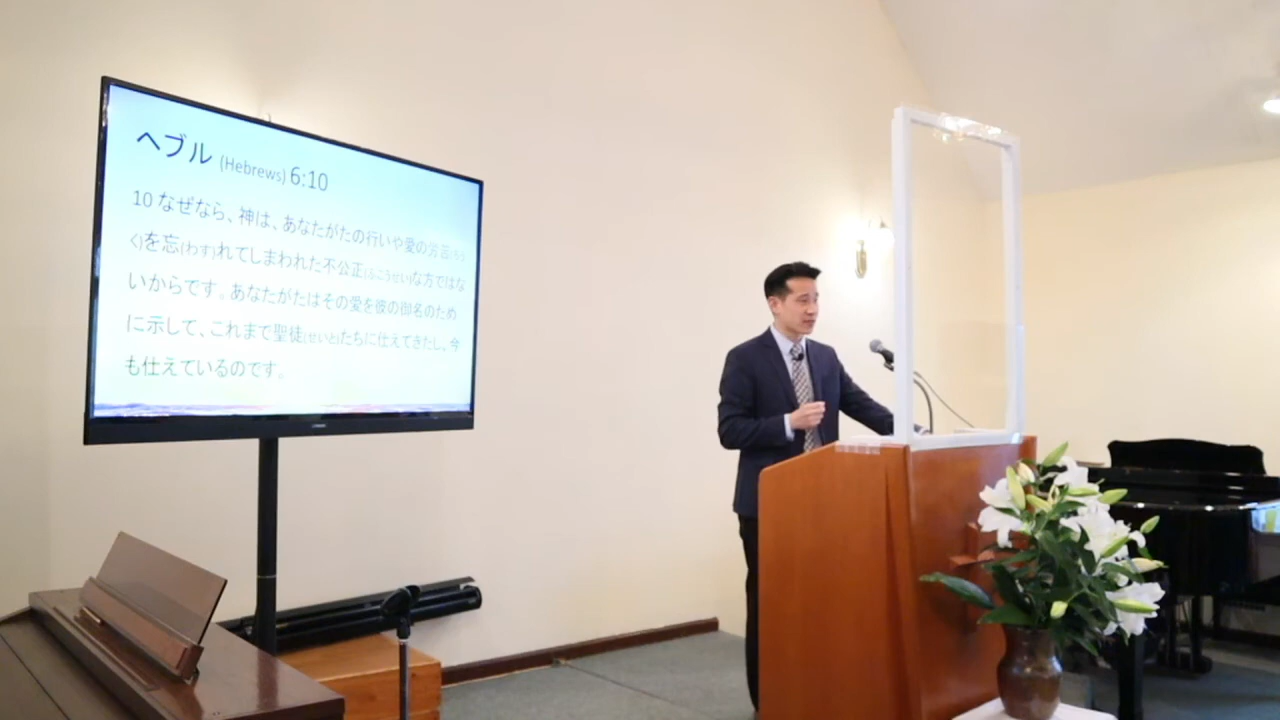 ヘブル (Hebrews) 6:10
10 なぜなら、神は、あなたがたの行いや愛の労苦(ろう
く)を忘(わす)れてしまわれた不公正(ふこうせい)な方ではな
いからです。あなたがたはその愛を彼の御名のため
に示して、これまで聖徒(せいと)たちに仕えてきたし、今
も仕えているのです。